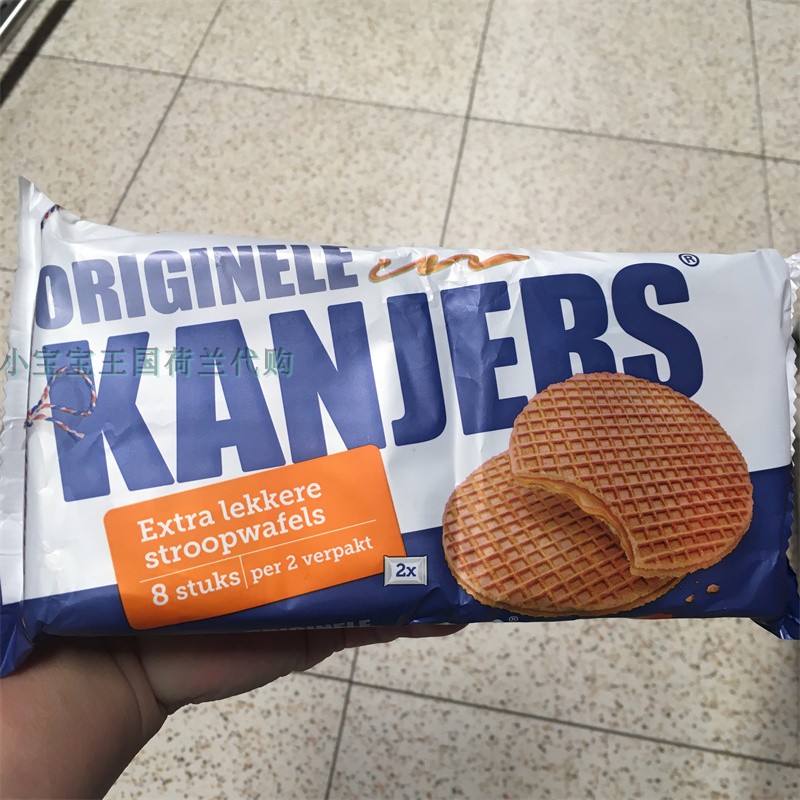 ORIGINELE
KANJERS®
小宝宝王国荷兰代购
Extra lekkere
stroopwafels
8 stuks | per 2 verpakt
2x
ORIGINELE
®